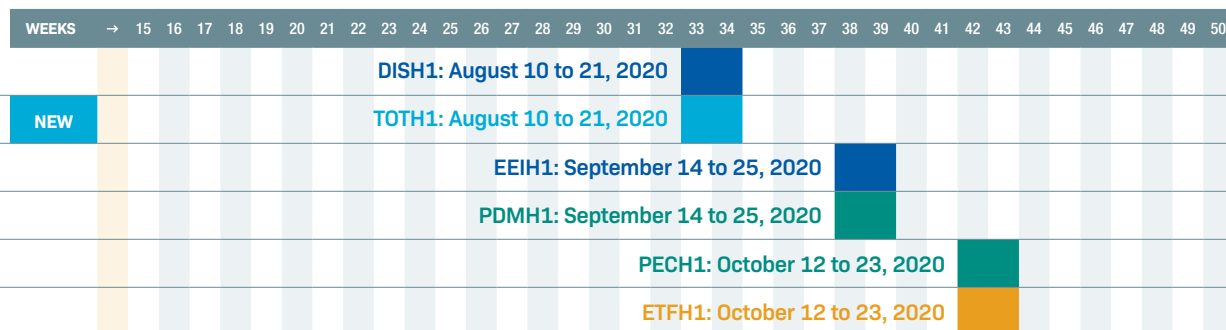 WEEKS → 15 16 17 18 19 20 21 22 23 24 25 26 27 28 29 30 31 32 33 34 35 36 37 38 39 40 41 42 43 44 45 46 47 48 49 50
DISH1: August 10 to 21, 2020
NEW TOTH1: August 10 to 21, 2020
EEIH1: September 14 to 25, 2020
PDMH1: September 14 to 25, 2020
PECH1: October 12 to 23, 2020
ETFH1: October 12 to 23, 2020